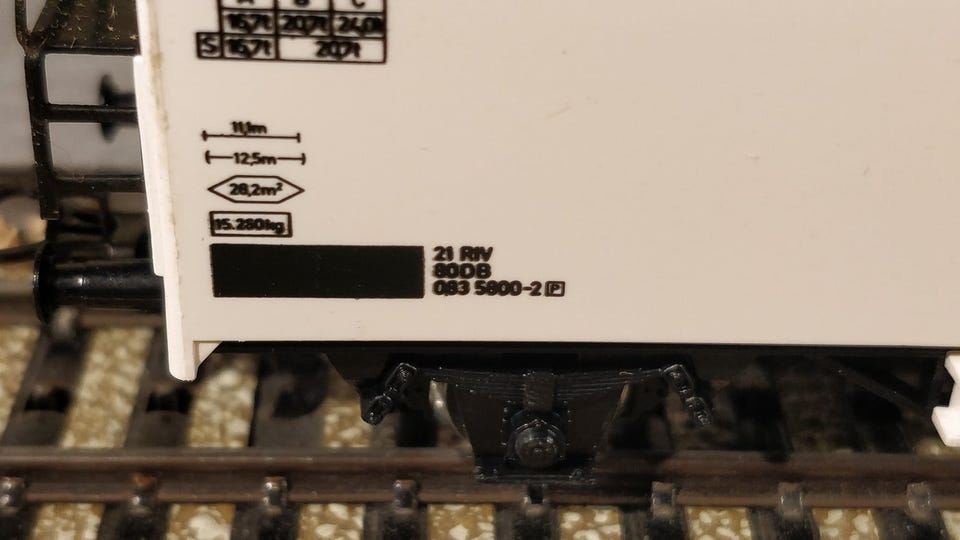 A B C
16,7t 20,7t 24,0t
S 16,7t 20,7t
11,1m
12,5m
28,2m²
15.280kg
21 RIV
80DB
083 5800-2 P